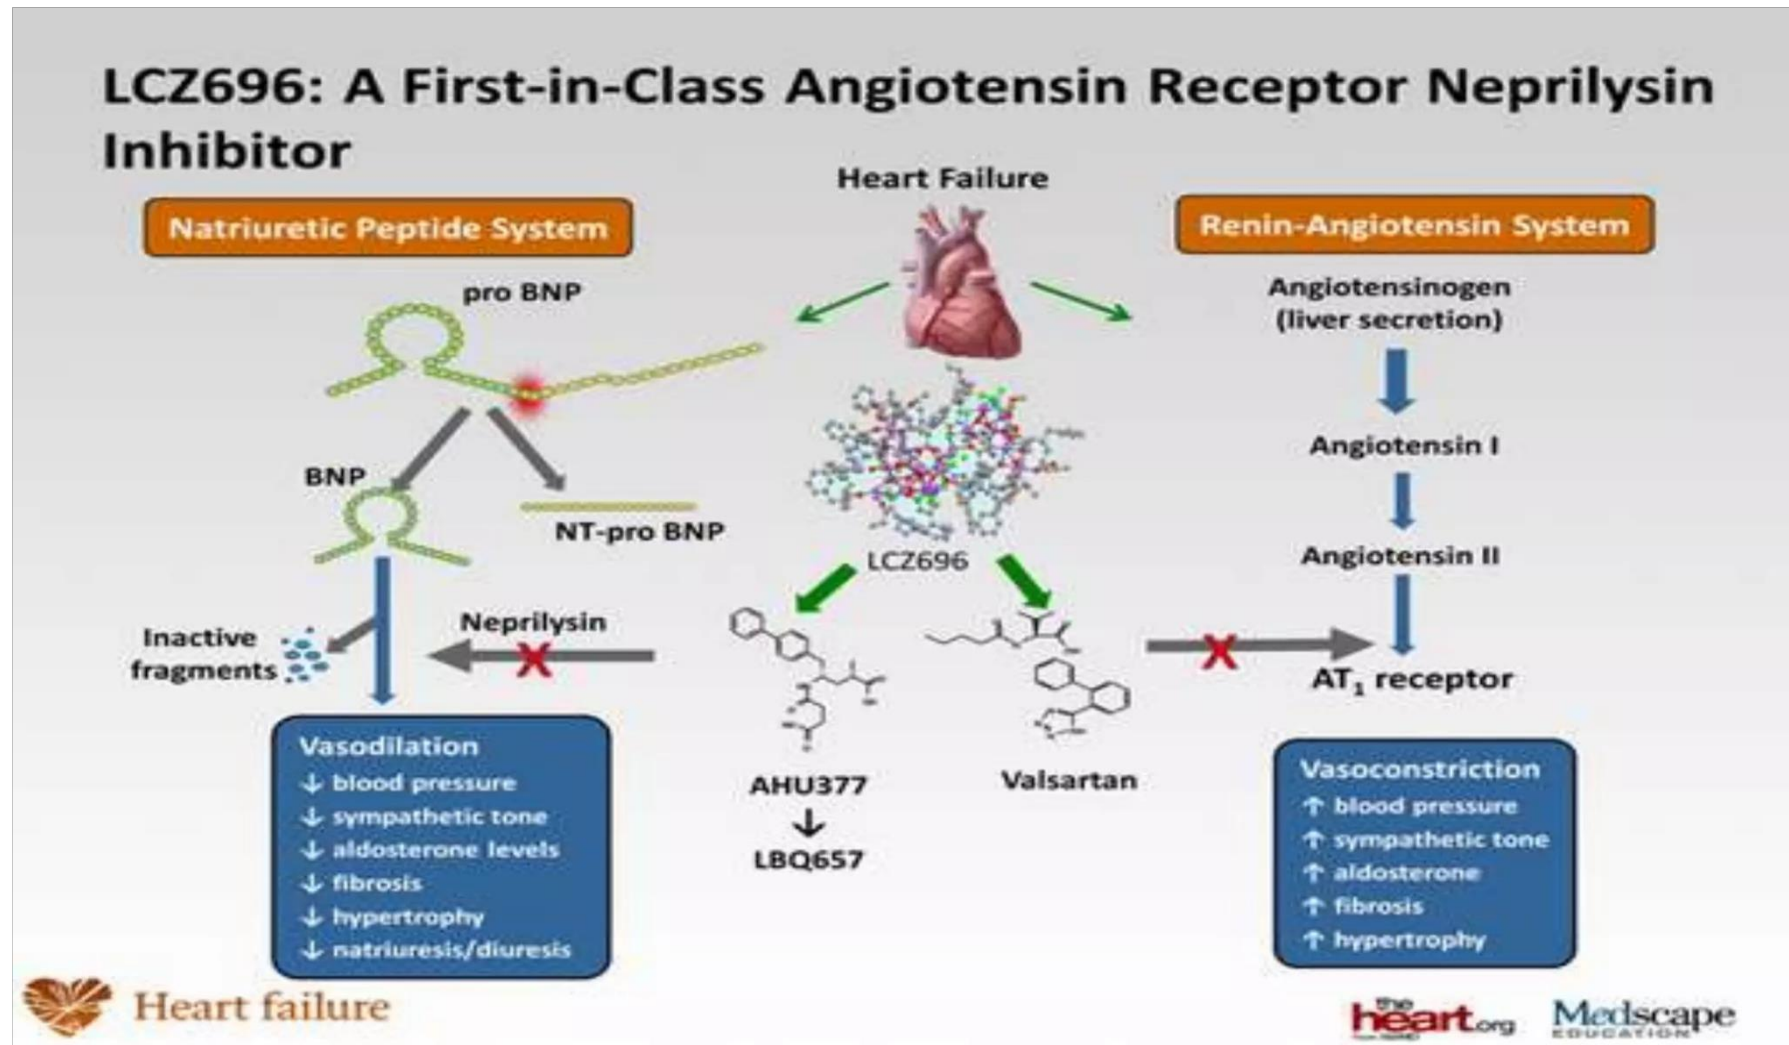 LCZ696: A First-in-Class Angiotensin Receptor Neprilysin
Inhibitor
Heart Failure
Natriuretic Peptide System
pro BNP
BNP
NT-pro BNP
Inactive
fragments
Neprilysin
X
Vasodilation
↓ blood pressure
↓ sympathetic tone
↓ aldosterone levels
↓ fibrosis
↓ hypertrophy
↓ natriuresis/diuresis
LCZ696
AHU377
↓
LBQ657
Valsartan
X
Renin-Angiotensin System
Angiotensinogen
(liver secretion)
Angiotensin I
Angiotensin II
AT₁ receptor
Vasoconstriction
↑ blood pressure
↑ sympathetic tone
↑ aldosterone
↑ fibrosis
↑ hypertrophy
Heart failure
the
heart.org
Medscape
EDUCATION